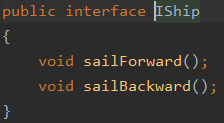 public interface IShip
{
    void sailForward();
    void sailBackward();
}